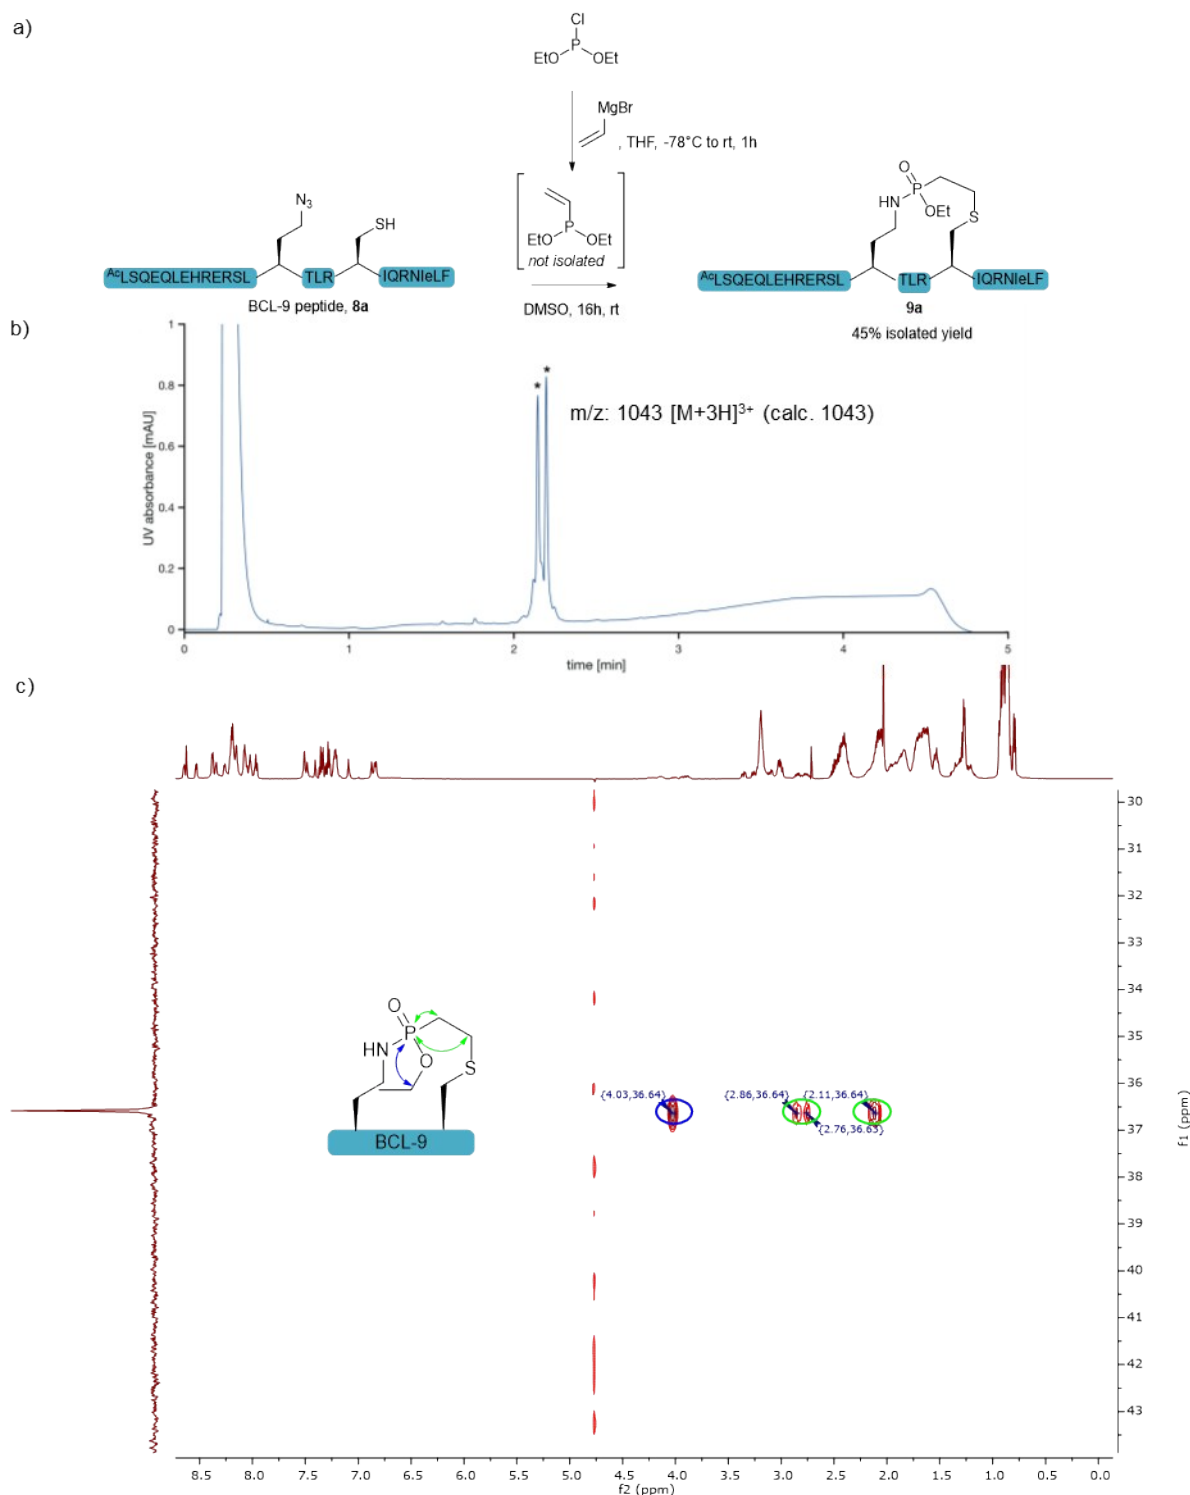 a)
Cl
P
EtO
OEt
MgBr
, THF, -78°C to rt, 1h
N3
SH
P
EtO
OEt
not isolated
O
P
HN
OEt
S
AcLSQEQLEHRERSL
TLR
IQRNleLF
BCL-9 peptide, 8a
DMSO, 16h, rt
AcLSQEQLEHRERSL
TLR
IQRNleLF
9a
45% isolated yield
b)
1
0.8
0.6
0.4
0.2
0
UV absorbance [mAU]
* *
m/z: 1043 [M+3H]3+ (calc. 1043)
0 1 2 3 4 5
time [min]
c)
O
P
HN
O
S
BCL-9
{4.03,36.64}
{2.86,36.64}
{2.11,36.64}
{2.76,36.63}
30
31
32
33
34
35
36
37
38
39
40
41
42
43
f1 (ppm)
8.5 8.0 7.5 7.0 6.5 6.0 5.5 5.0 4.5 4.0 3.5 3.0 2.5 2.0 1.5 1.0 0.5 0.0
f2 (ppm)